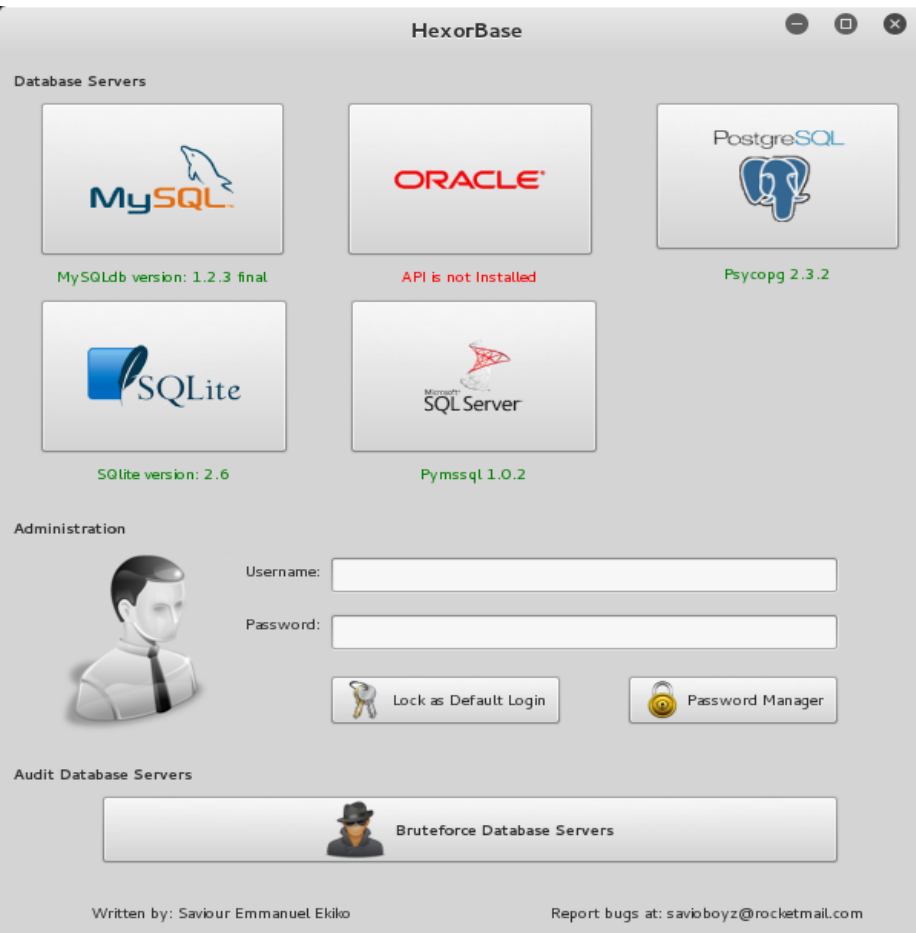 HexorBase
Database Servers
MySQL™
ORACLE®
PostgreSQL
MySQLdb version: 1.2.3 final
API is not Installed
Psycopg 2.3.2
SQLite
Microsoft®
SQL Server®
SQlite version: 2.6
Pymssql 1.0.2
Administration
Username:
Password:
Lock as Default Login
Password Manager
Audit Database Servers
Bruteforce Database Servers
Written by: Saviour Emmanuel Ekiko
Report bugs at: savioboyz@rocketmail.com